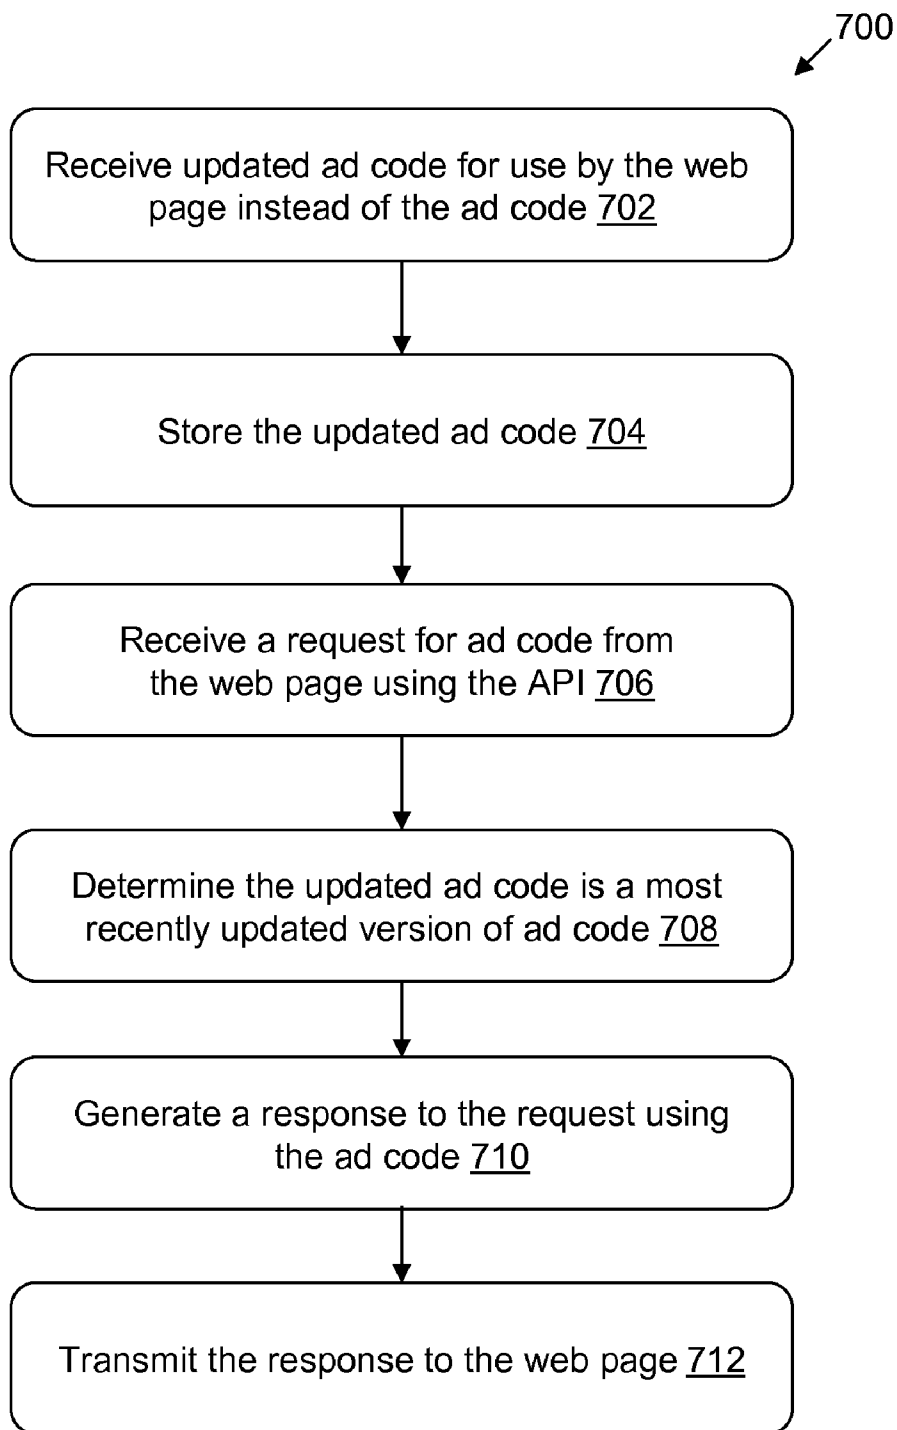 700
Receive updated ad code for use by the web
page instead of the ad code 702
Store the updated ad code 704
Receive a request for ad code from
the web page using the API 706
Determine the updated ad code is a most
recently updated version of ad code 708
Generate a response to the request using
the ad code 710
Transmit the response to the web page 712